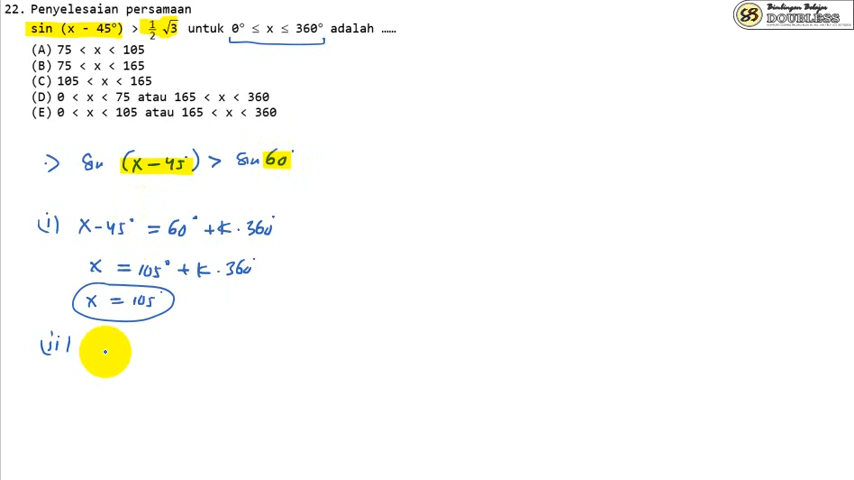 22. Penyelesaian persamaan
sin (x - 45°) > 1/2 √3 untuk 0° ≤ x ≤ 360° adalah ……
(A) 75 < x < 105
(B) 75 < x < 165
(C) 105 < x < 165
(D) 0 < x < 75 atau 165 < x < 360
(E) 0 < x < 105 atau 165 < x < 360
Bimbingan Belajar
DOUBLESS
:> Sin (x - 45°) > Sin 60°
(i) x - 45° = 60° + k . 360°
x = 105° + k . 360°
x = 105°
(ii)